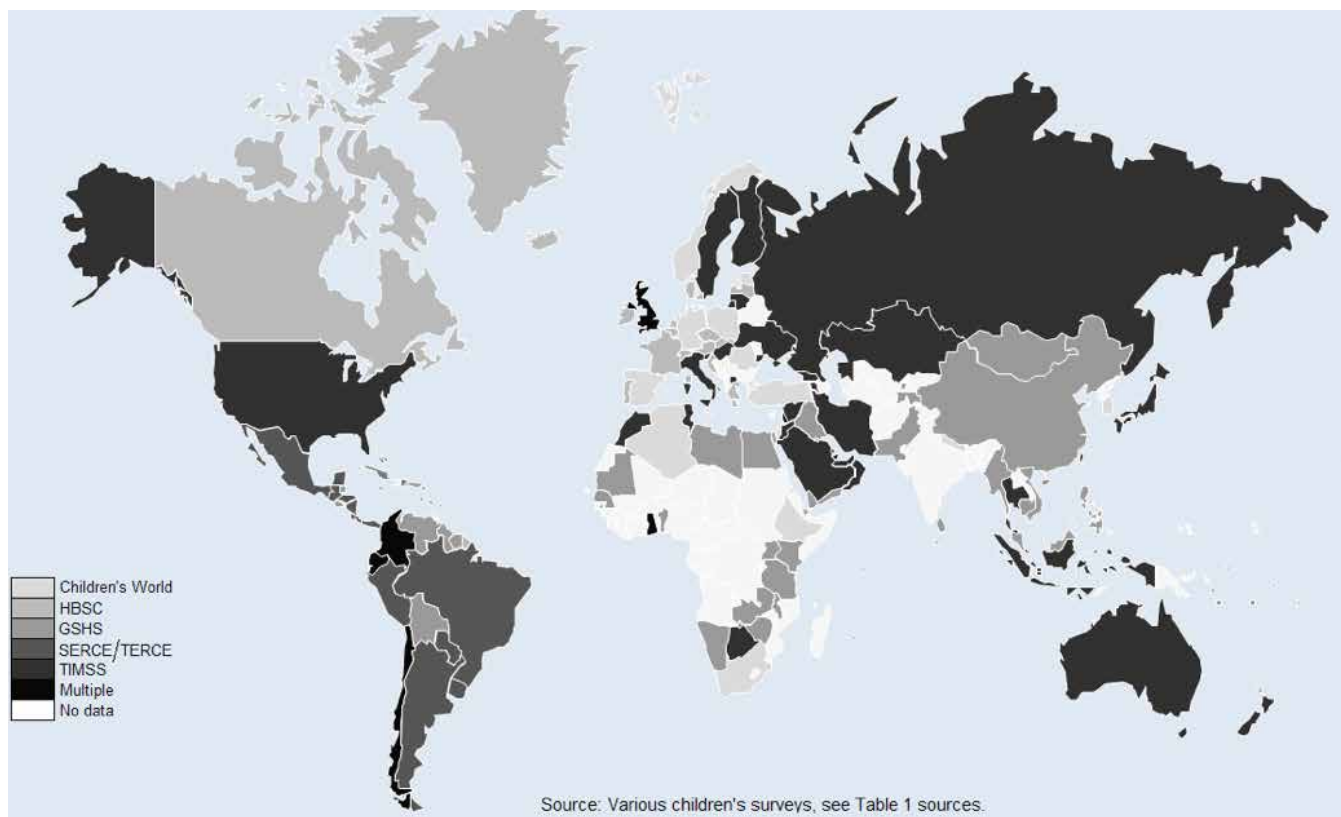 Children's World
HBSC
GSHS
SERCE/TERCE
TIMSS
Multiple
No data
Source: Various children's surveys, see Table 1 sources.